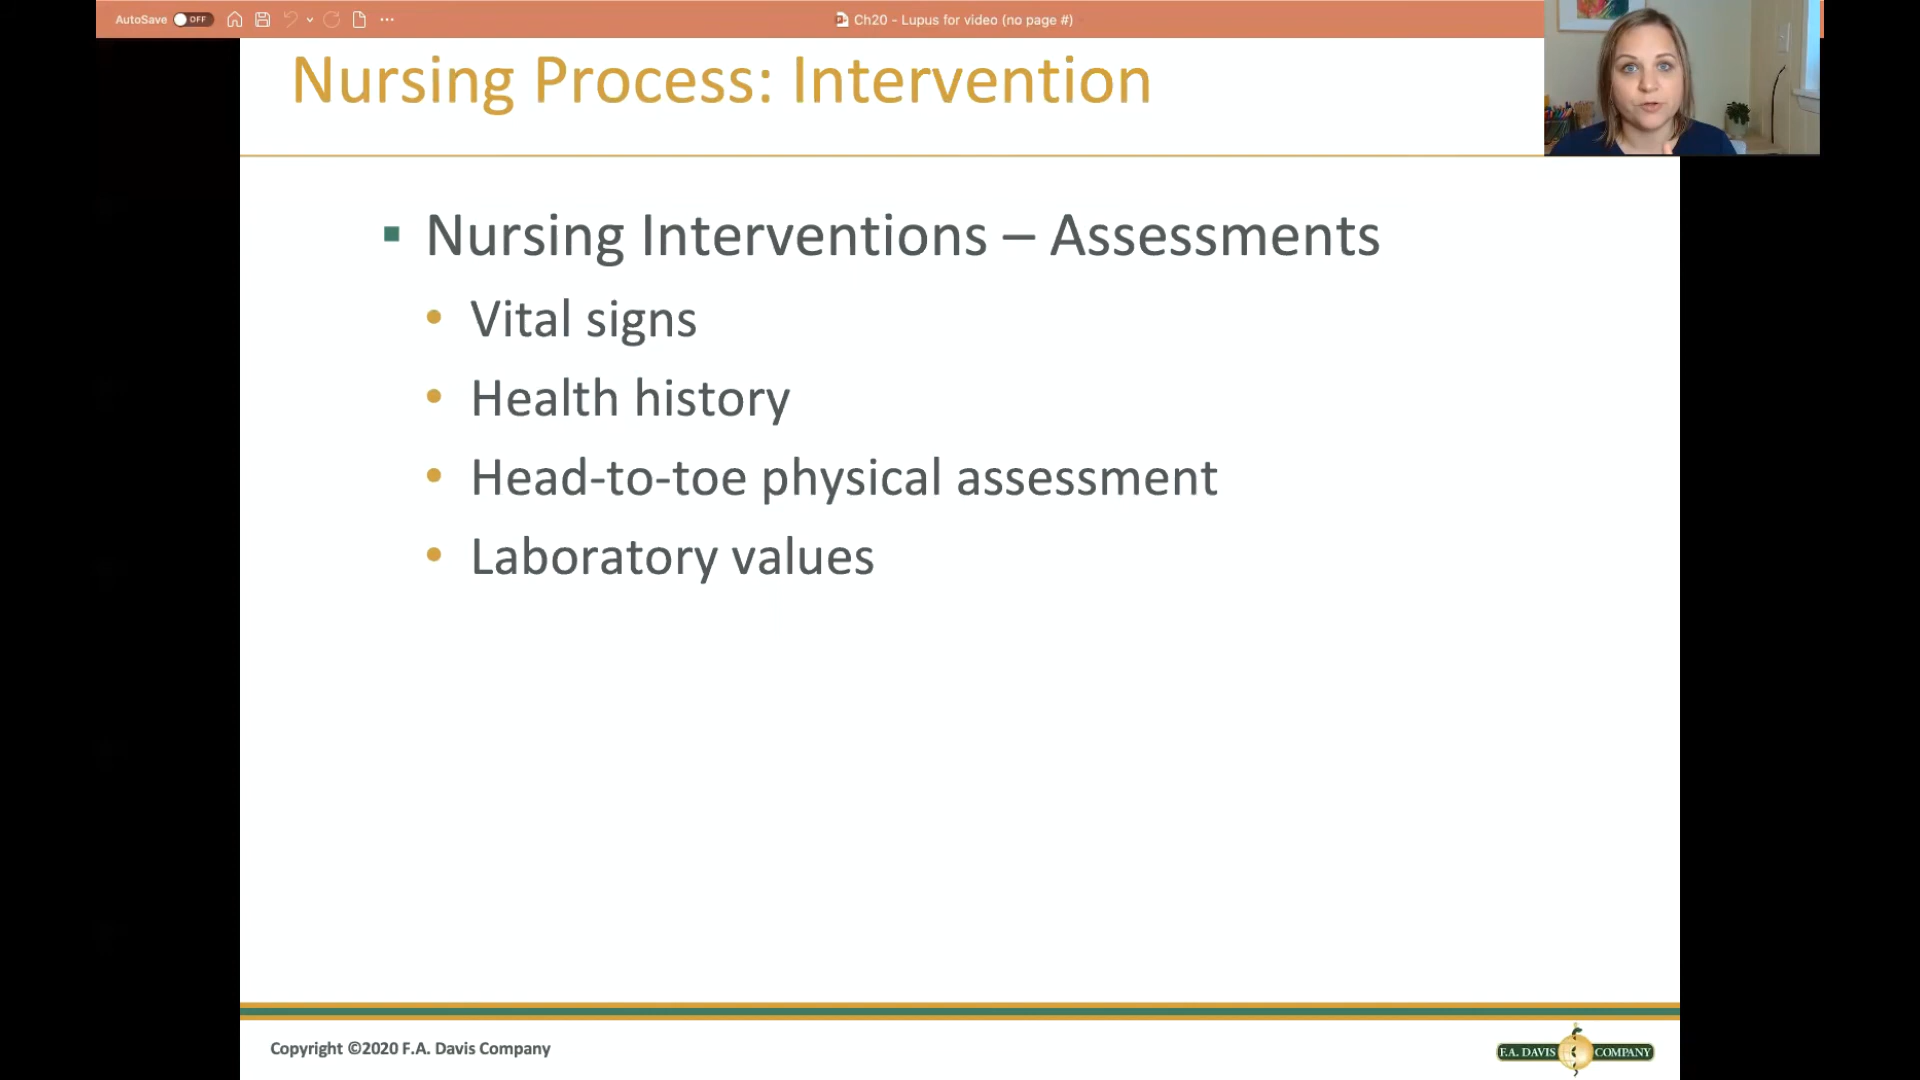 AutoSave OFF
Ch20 - Lupus for video (no page #)
Nursing Process: Intervention
Nursing Interventions – Assessments
Vital signs
Health history
Head-to-toe physical assessment
Laboratory values
Copyright ©2020 F.A. Davis Company
F.A. DAVIS COMPANY